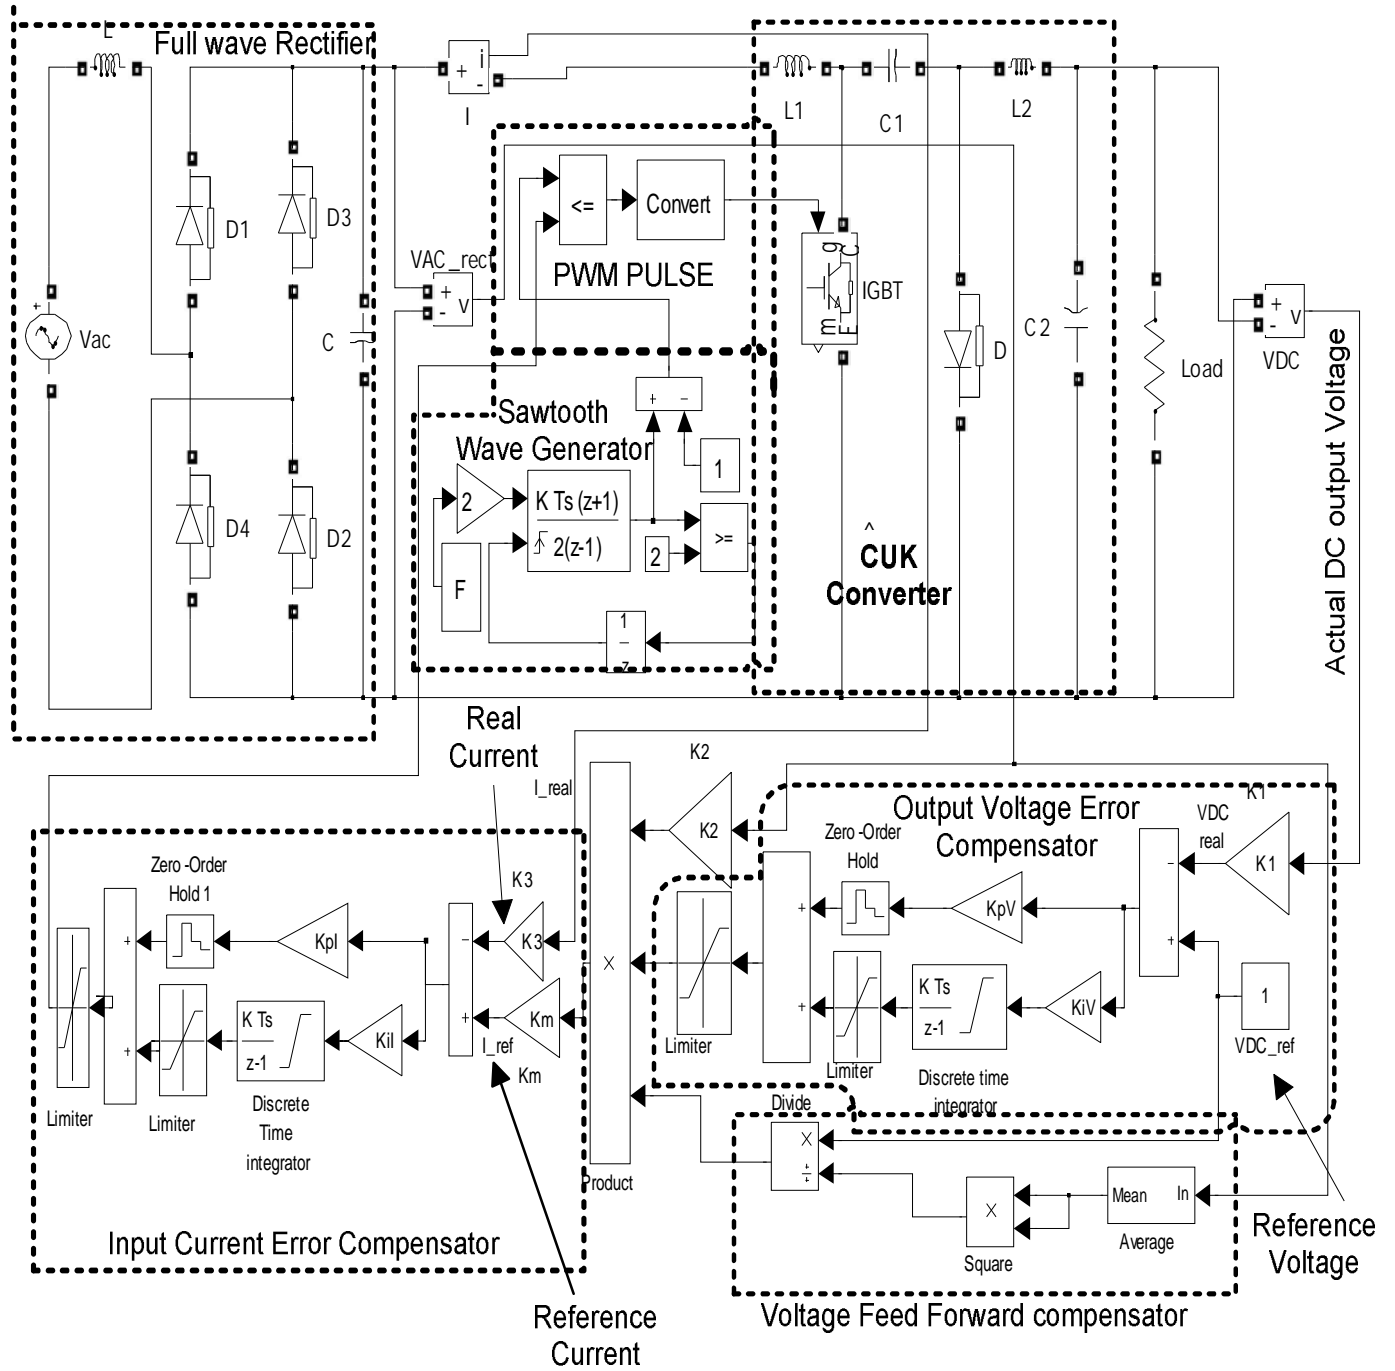 L
Full wave Rectifier
i
+
-
I
L1
C1
L2
D1
D3
<=
Convert
PWM PULSE
VAC_rect
+
-
V
g
C
m
E
IGBT
+
Vac
C
D
C2
Load
+
-
V
VDC
Actual DC output Voltage
+
-
Sawtooth
Wave Generator
1
2
K Ts (z+1)
2(z-1)
2
>=
F
1
z
D4
D2
^
CUK
Converter
Real
Current
I_real
K2
K2
Output Voltage Error
Compensator
K1
VDC
real
K1
-
+
Zero -Order
Hold
KpV
+
+
K Ts
z-1
KiV
1
VDC_ref
Limiter
Limiter
Discrete time
integrator
Zero -Order
Hold 1
KpI
K3
K3
-
+
X
+
+
K Ts
z-1
KiI
Km
I_ref
Km
Limiter
Limiter
Discrete
Time
integrator
Product
Divide
X
÷
X
Square
Mean
In
Average
Input Current Error Compensator
Reference
Voltage
Voltage Feed Forward compensator
Reference
Current